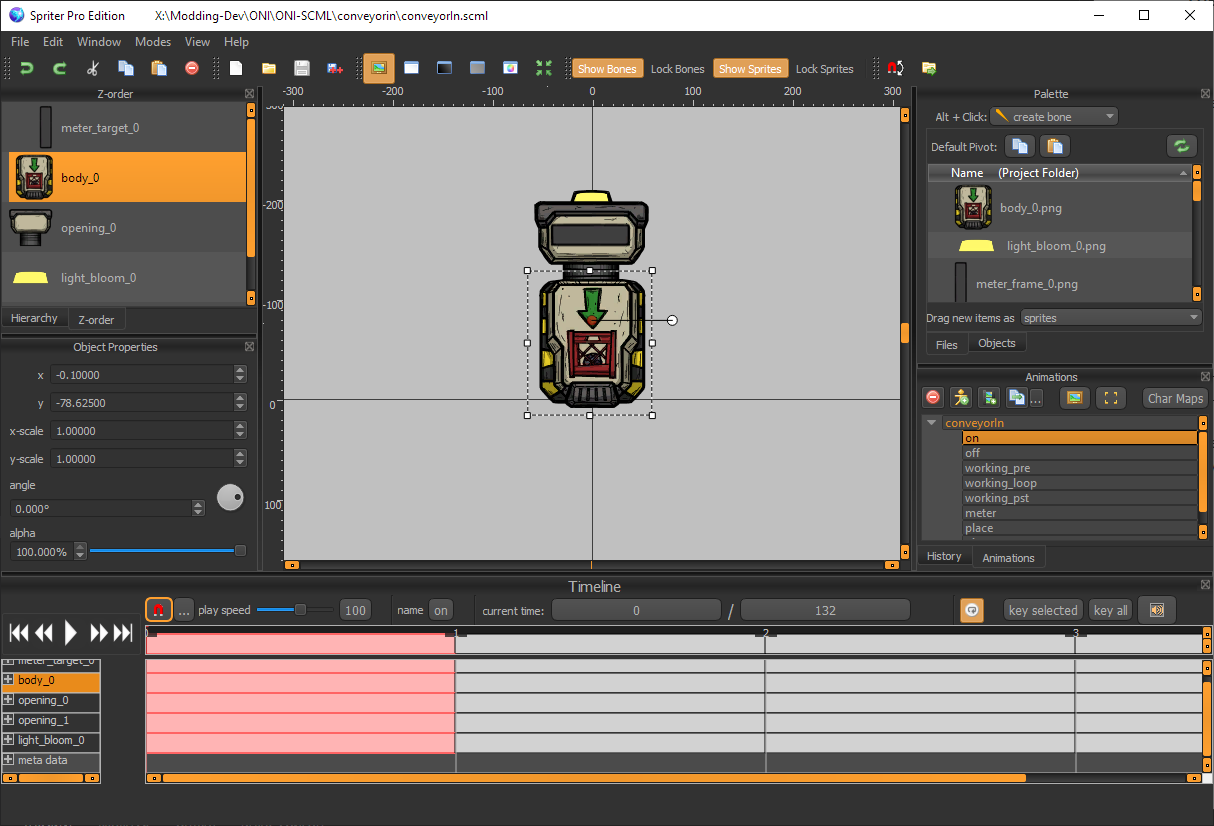 Spriter Pro Edition X:\Modding-Dev\ONI\ONI-SCML\conveyorin\conveyorIn.scml
File Edit Window Modes View Help
Show Bones Lock Bones Show Sprites Lock Sprites
Z-order
meter_target_0
body_0
opening_0
light_bloom_0
Hierarchy Z-order
Object Properties
x -0.10000
y -78.62500
x-scale 1.00000
y-scale 1.00000
angle
0.000°
alpha
100.000%
-300 -200 -100 0 100 200 300
-200
-100
0
100
Palette
Alt + Click: create bone
Default Pivot:
Name (Project Folder)
body_0.png
light_bloom_0.png
meter_frame_0.png
Drag new items as sprites
Files Objects
Animations
... Char Maps
conveyorIn
on
off
working_pre
working_loop
working_pst
meter
place
History Animations
Timeline
... play speed 100 name on current time: 0 / 132 key selected key all
0 1 2 3
meter_target_0
body_0
opening_0
opening_1
light_bloom_0
meta data